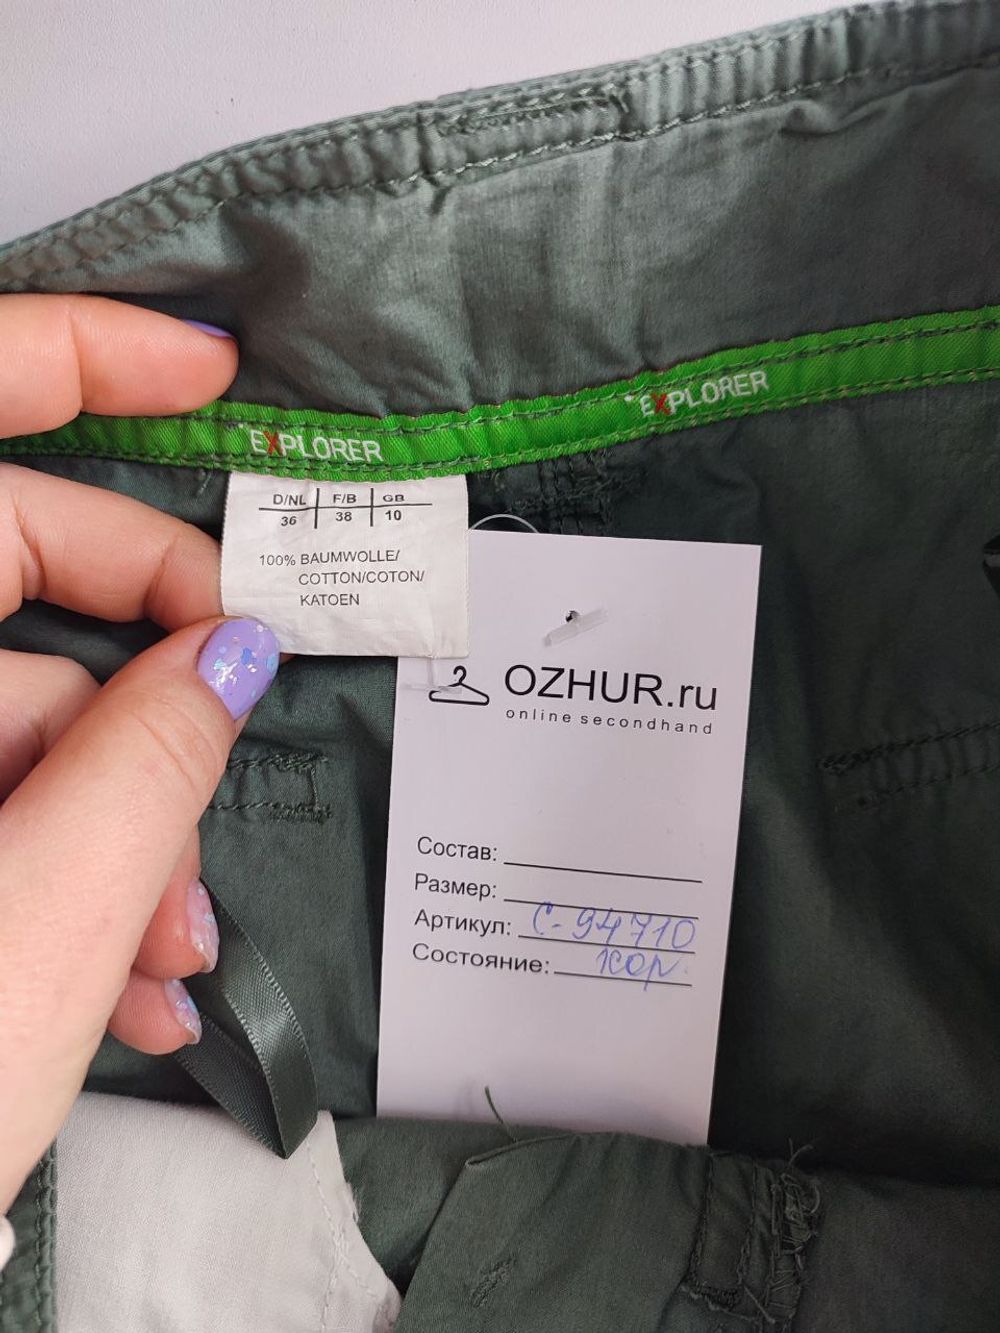 EXPLORER
EXPLORER
D/NL F/B GB
36 38 10
100% BAUMWOLLE/
COTTON/COTON/
KATOEN
OZHUR.ru
online secondhand
Состав:
Размер:
Артикул: С-94710
Состояние: хор